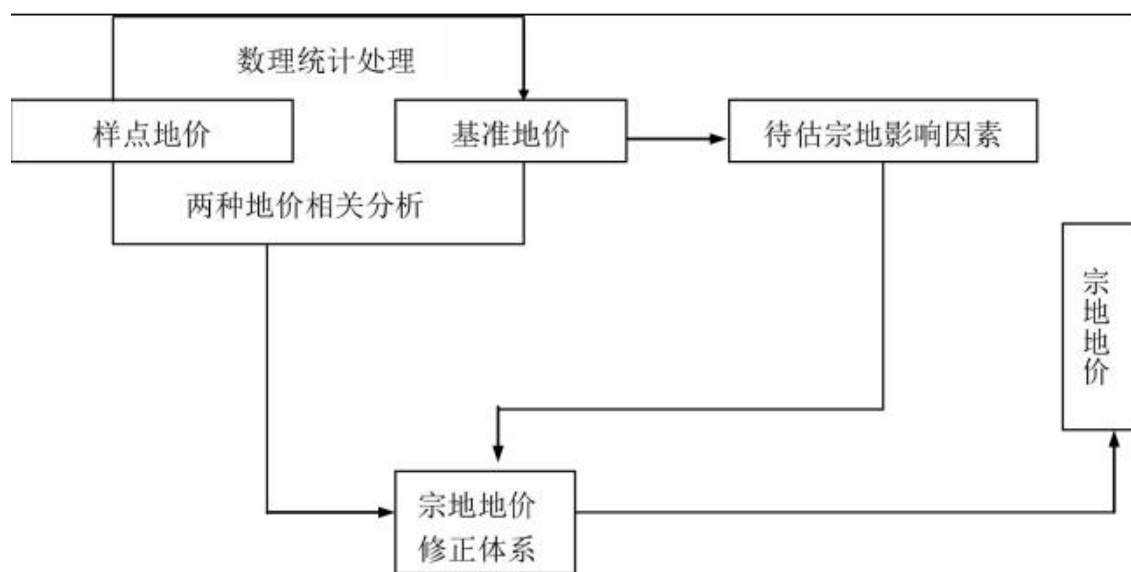 数理统计处理
样点地价
基准地价
待估宗地影响因素
两种地价相关分析
宗地地价
宗地地价
修正体系